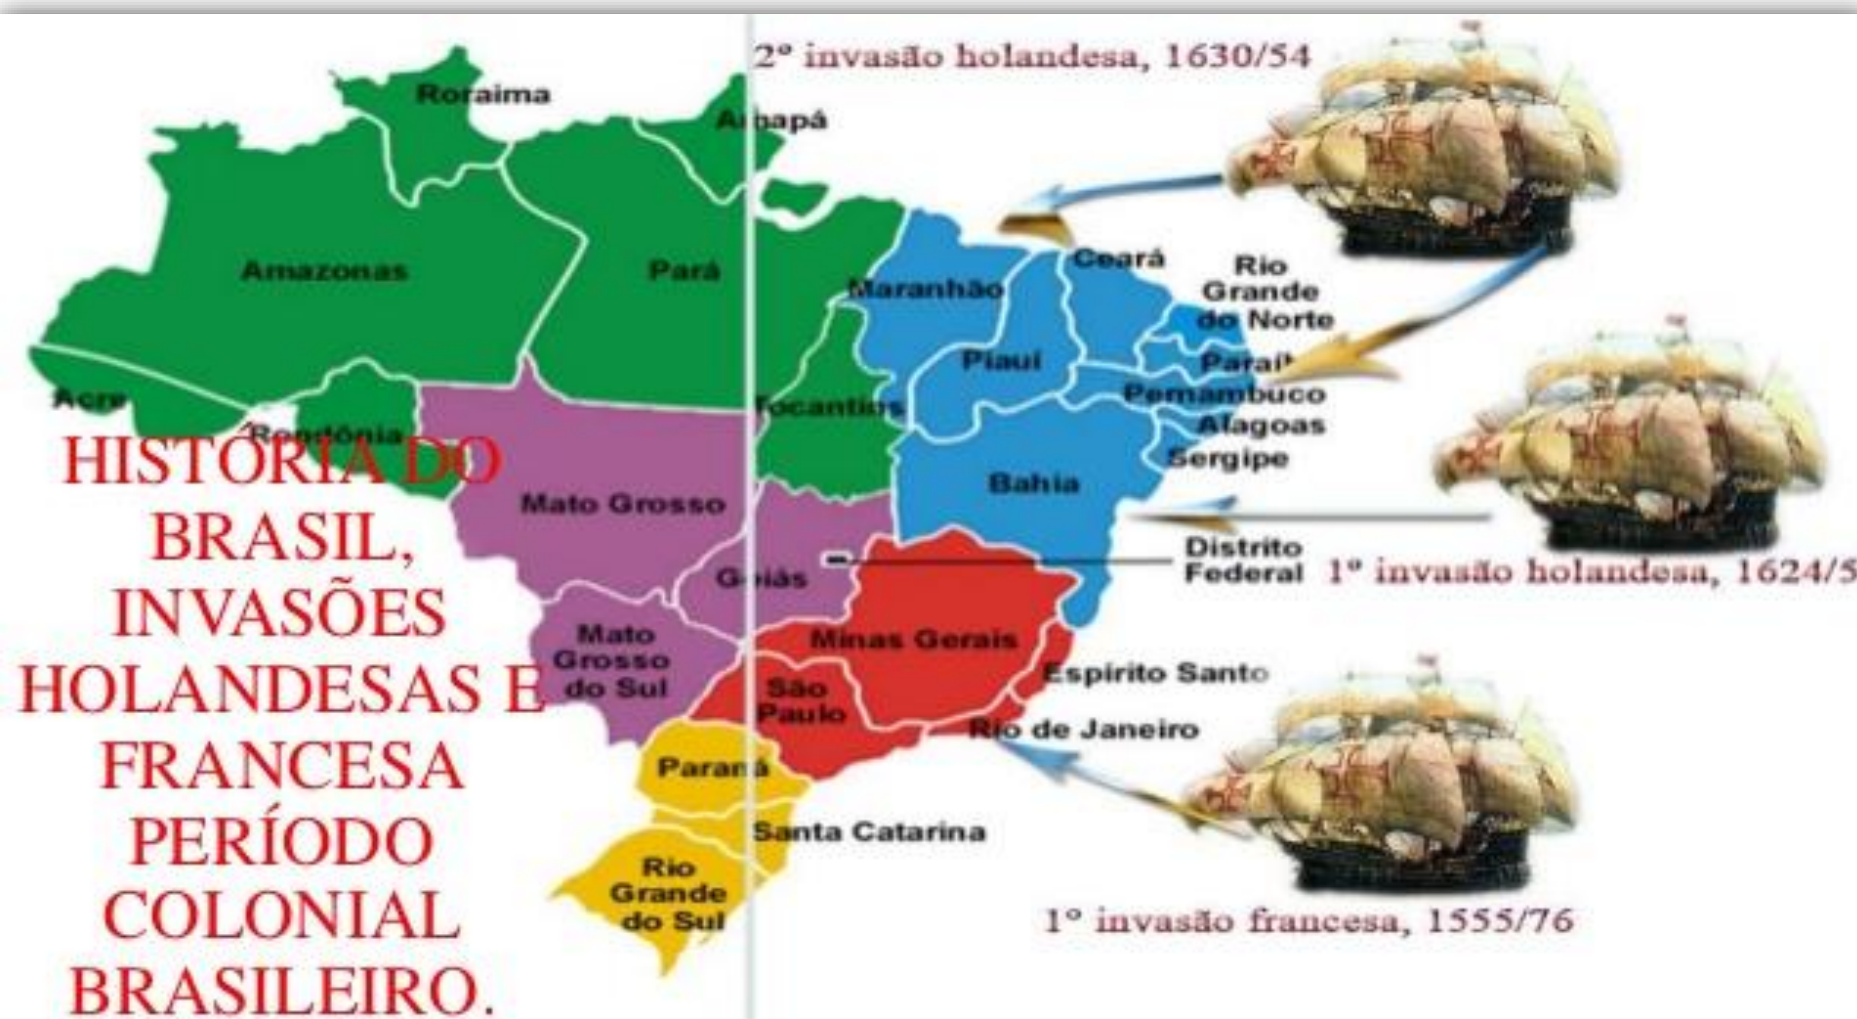 2º invasão holandesa, 1630/54
Roraima
Amapá
Amazonas
Pará
Maranhão
Ceará
Rio
Grande
do Norte
Piauí
Acre
Rondônia
Tocantins
Pernambuco
Alagoas
Sergipe
Bahia
Mato Grosso
Distrito
Federal
1º invasão holandesa, 1624/5
Goiás
Mato
Grosso
do Sul
Minas Gerais
Espírito Santo
São
Paulo
Rio de Janeiro
Paraná
Santa Catarina
Rio
Grande
do Sul
1º invasão francesa, 1555/76
HISTÓRIA DO
BRASIL,
INVASÕES
HOLANDESAS E
FRANCESA
PERÍODO
COLONIAL
BRASILEIRO.